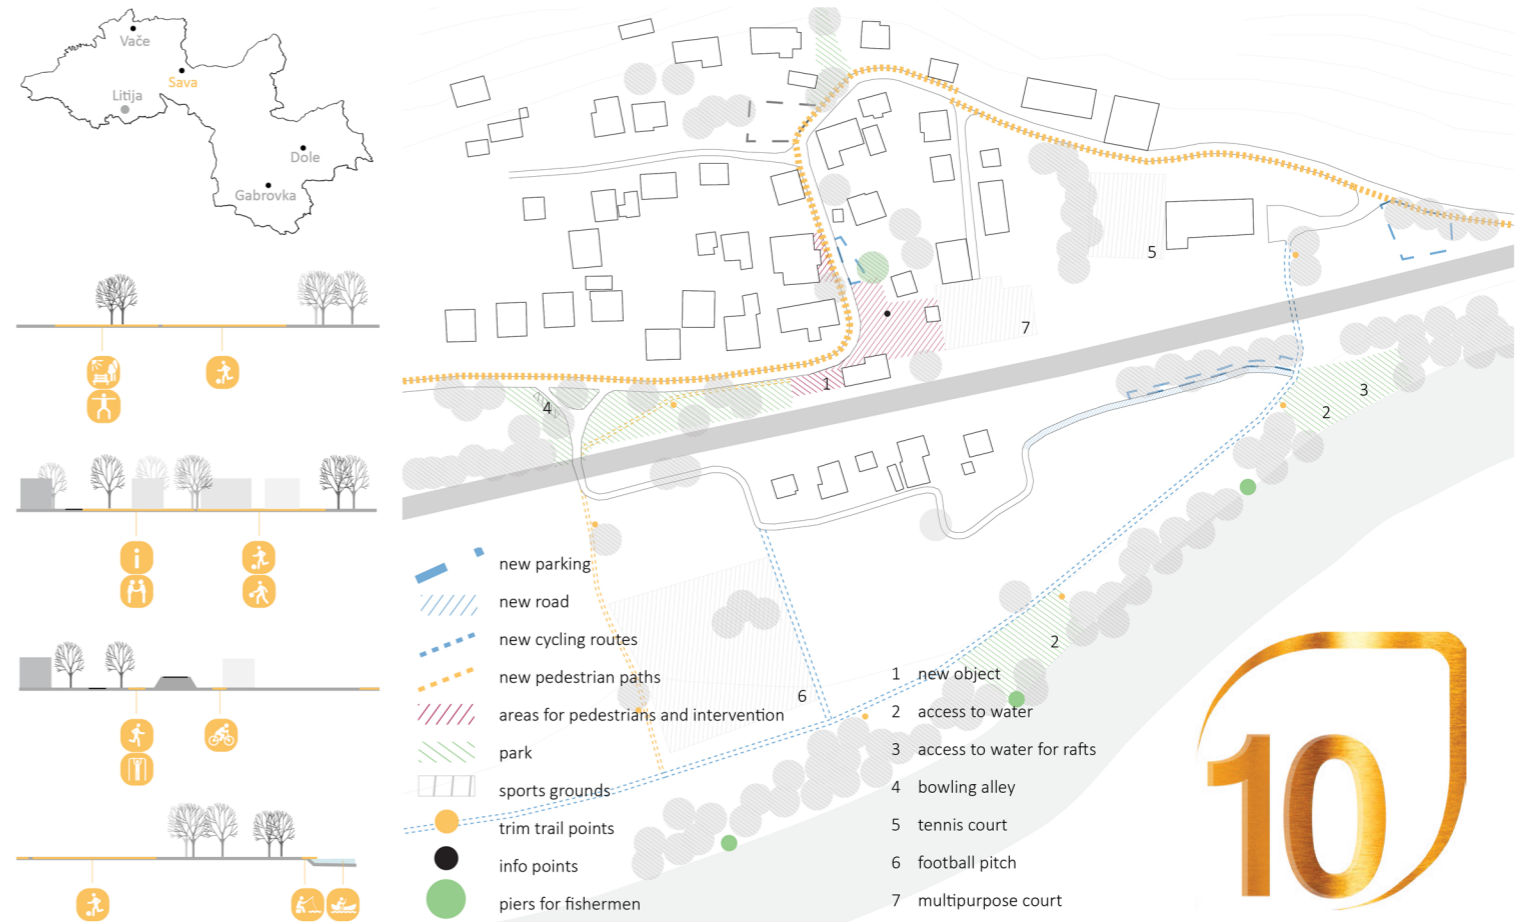 Vače
Sava
Litija
Dole
Gabrovka
5
7
1
4
3
2
2
6
new parking
new road
new cycling routes
new pedestrian paths
areas for pedestrians and intervention
park
sports grounds
trim trail points
info points
piers for fishermen
1 new object
2 access to water
3 access to water for rafts
4 bowling alley
5 tennis court
6 football pitch
7 multipurpose court
10